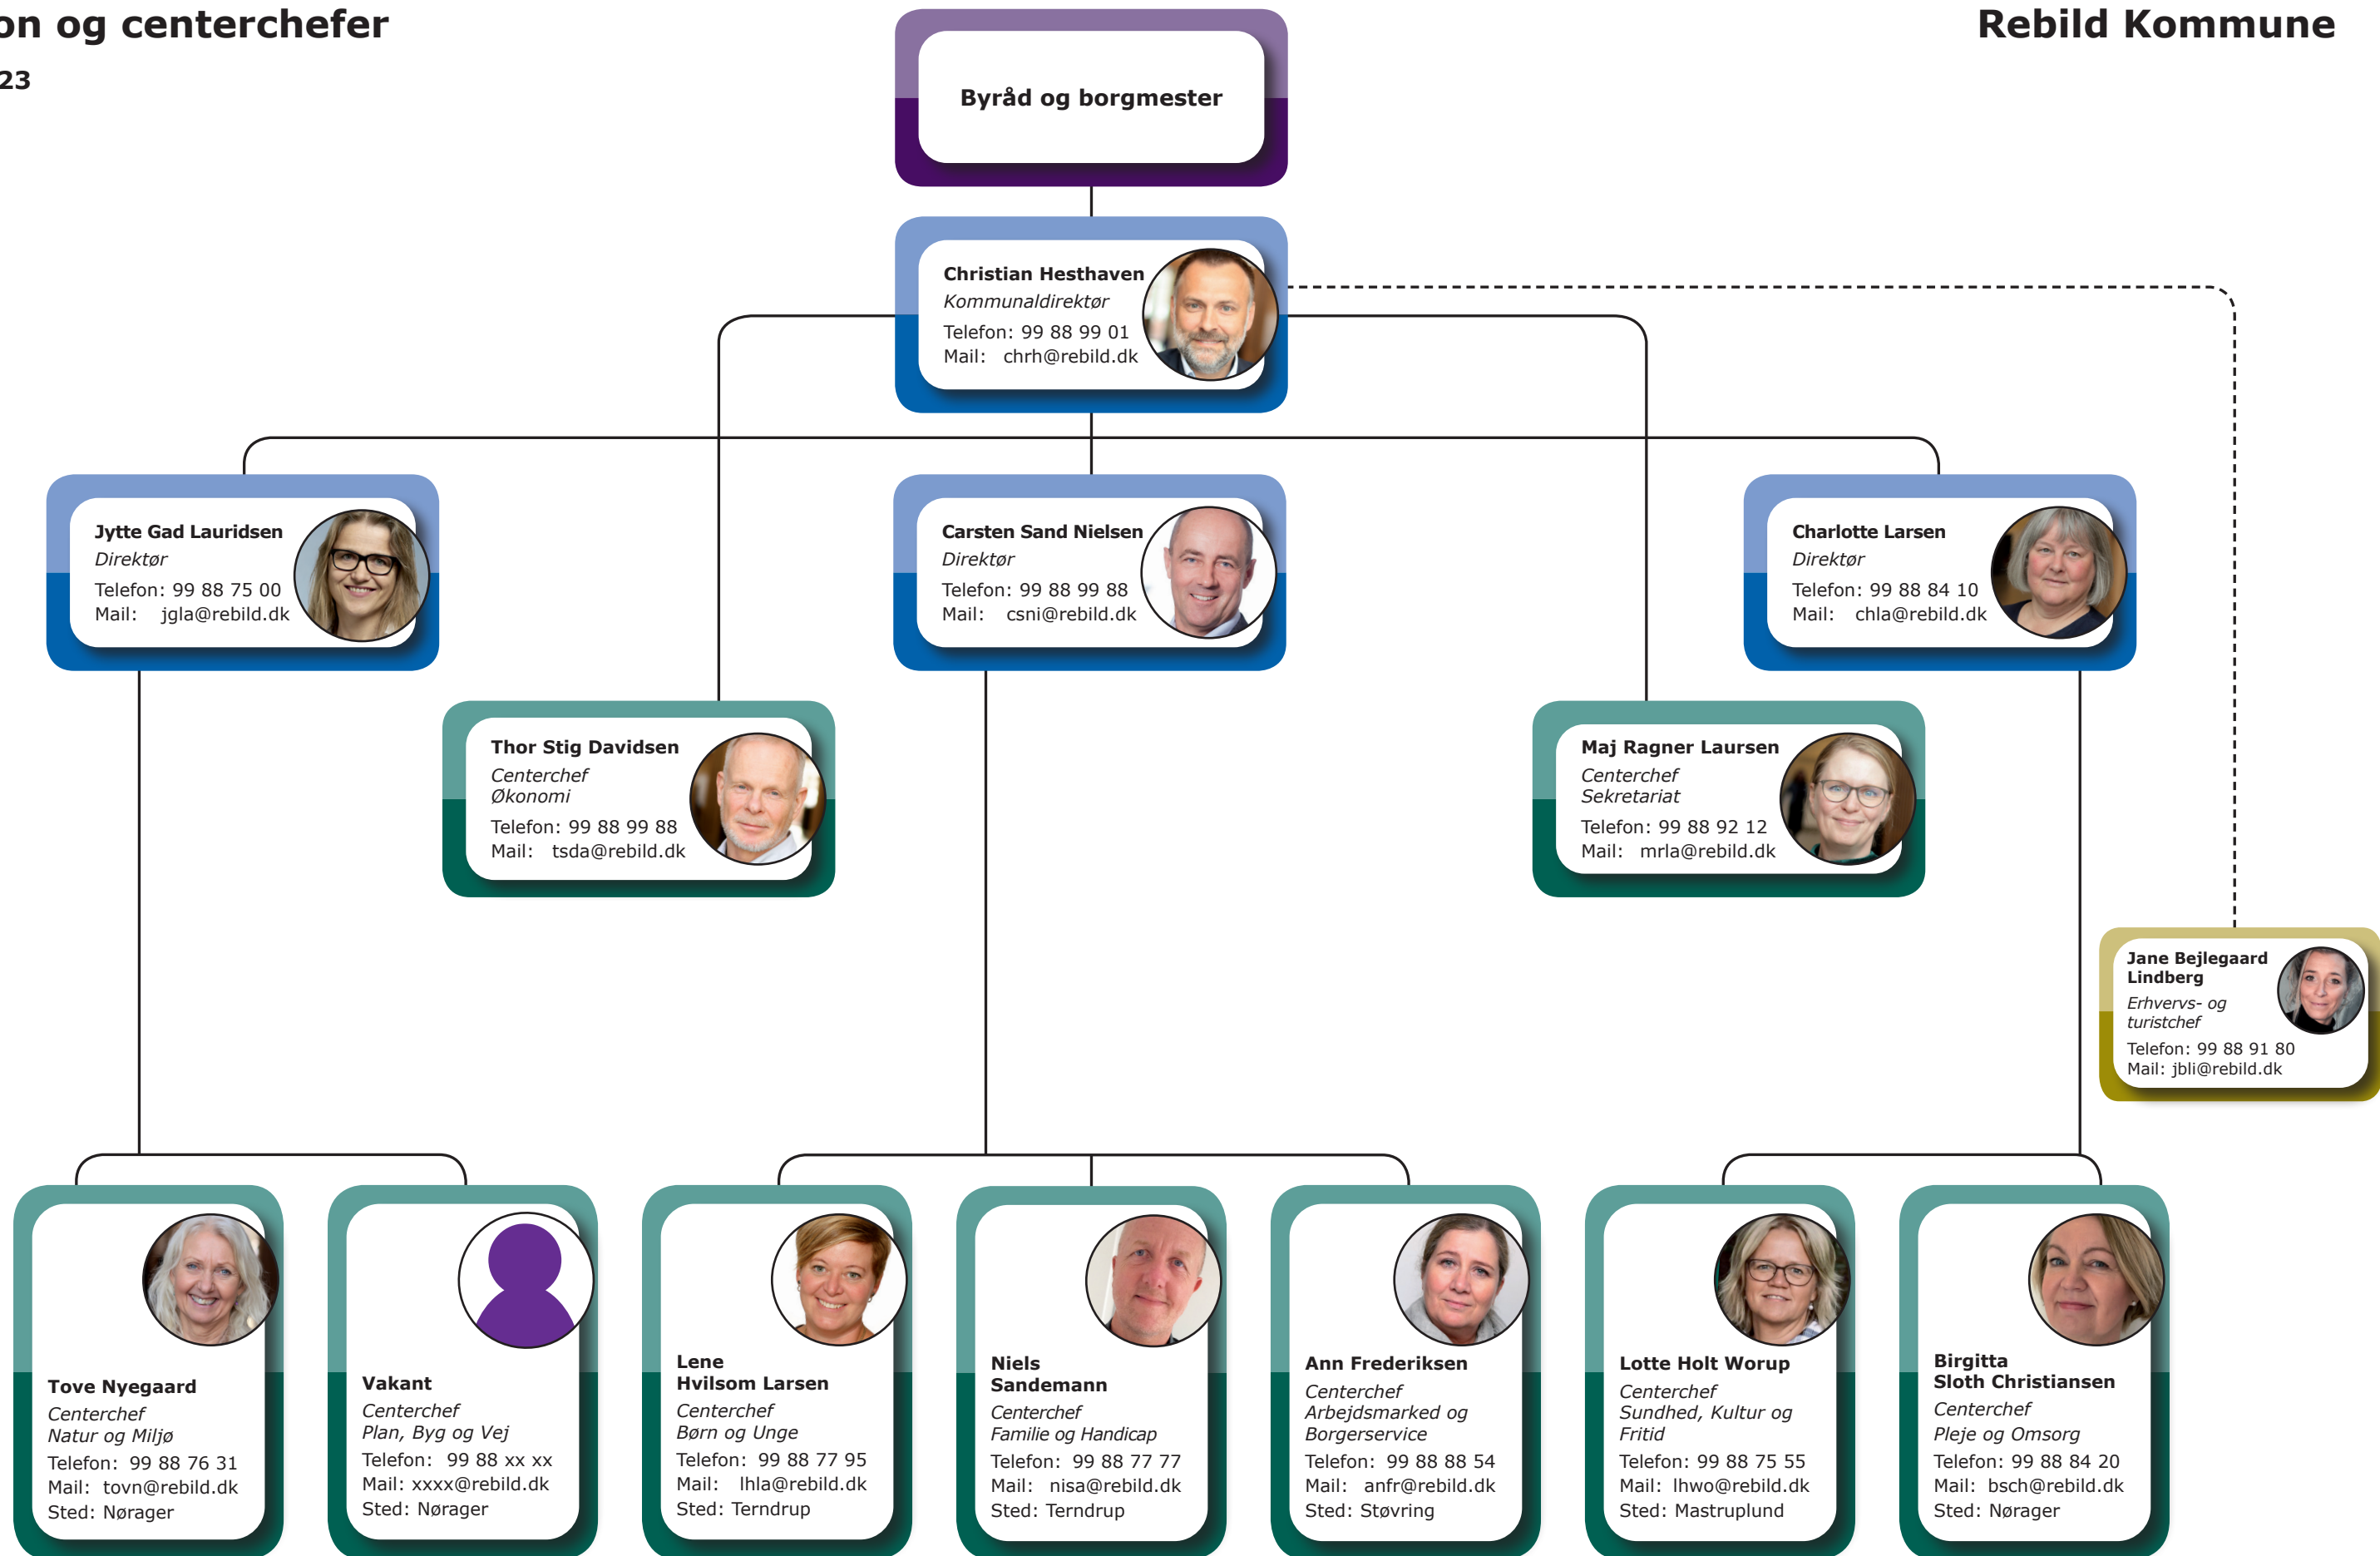 on og centerchefer
Rebild Kommune
23
Byråd og borgmester
Christian Hesthaven
Kommunaldirektør
Telefon: 99 88 99 01
Mail: chrh@rebild.dk
Jytte Gad Lauridsen
Direktør
Telefon: 99 88 75 00
Mail: jgla@rebild.dk
Carsten Sand Nielsen
Direktør
Telefon: 99 88 99 88
Mail: csni@rebild.dk
Charlotte Larsen
Direktør
Telefon: 99 88 84 10
Mail: chla@rebild.dk
Thor Stig Davidsen
Centerchef
Økonomi
Telefon: 99 88 99 88
Mail: tsda@rebild.dk
Maj Ragner Laursen
Centerchef
Sekretariat
Telefon: 99 88 92 12
Mail: mrla@rebild.dk
Jane Bejlegaard
Lindberg
Erhvervs- og
turistchef
Telefon: 99 88 91 80
Mail: jbli@rebild.dk
Tove Nyegaard
Centerchef
Natur og Miljø
Telefon: 99 88 76 31
Mail: tovn@rebild.dk
Sted: Nørager
Vakant
Centerchef
Plan, Byg og Vej
Telefon: 99 88 xx xx
Mail: xxxx@rebild.dk
Sted: Nørager
Lene
Hvilsom Larsen
Centerchef
Børn og Unge
Telefon: 99 88 77 95
Mail: lhla@rebild.dk
Sted: Terndrup
Niels
Sandemann
Centerchef
Familie og Handicap
Telefon: 99 88 77 77
Mail: nisa@rebild.dk
Sted: Terndrup
Ann Frederiksen
Centerchef
Arbejdsmarked og
Borgerservice
Telefon: 99 88 88 54
Mail: anfr@rebild.dk
Sted: Støvring
Lotte Holt Worup
Centerchef
Sundhed, Kultur og
Fritid
Telefon: 99 88 75 55
Mail: lhwo@rebild.dk
Sted: Mastruplund
Birgitta
Sloth Christiansen
Centerchef
Pleje og Omsorg
Telefon: 99 88 84 20
Mail: bsch@rebild.dk
Sted: Nørager